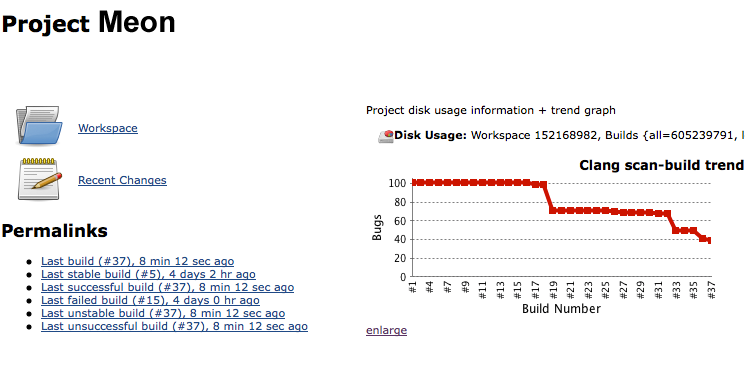 Project Meon
Workspace
Recent Changes
Permalinks
Last build (#37), 8 min 12 sec ago
Last stable build (#5), 4 days 2 hr ago
Last successful build (#37), 8 min 12 sec ago
Last failed build (#15), 4 days 0 hr ago
Last unstable build (#37), 8 min 12 sec ago
Last unsuccessful build (#37), 8 min 12 sec ago
Project disk usage information + trend graph
Disk Usage: Workspace 152168982, Builds {all=605239791,
Clang scan-build trend
Bugs
100
80
60
40
20
0
#1 #4 #7 #9 #11 #13 #15 #17 #19 #21 #23 #25 #27 #29 #31 #33 #35 #37
Build Number
enlarge